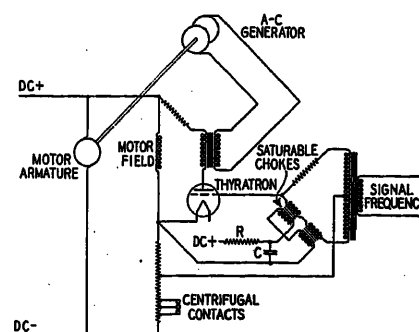 A-C
GENERATOR
DC+
MOTOR
FIELD
SATURABLE
CHOKES
MOTOR
ARMATURE
THYRATRON
SIGNAL
FREQUENCY
DC+
R
C
CENTRIFUGAL
CONTACTS
DC-